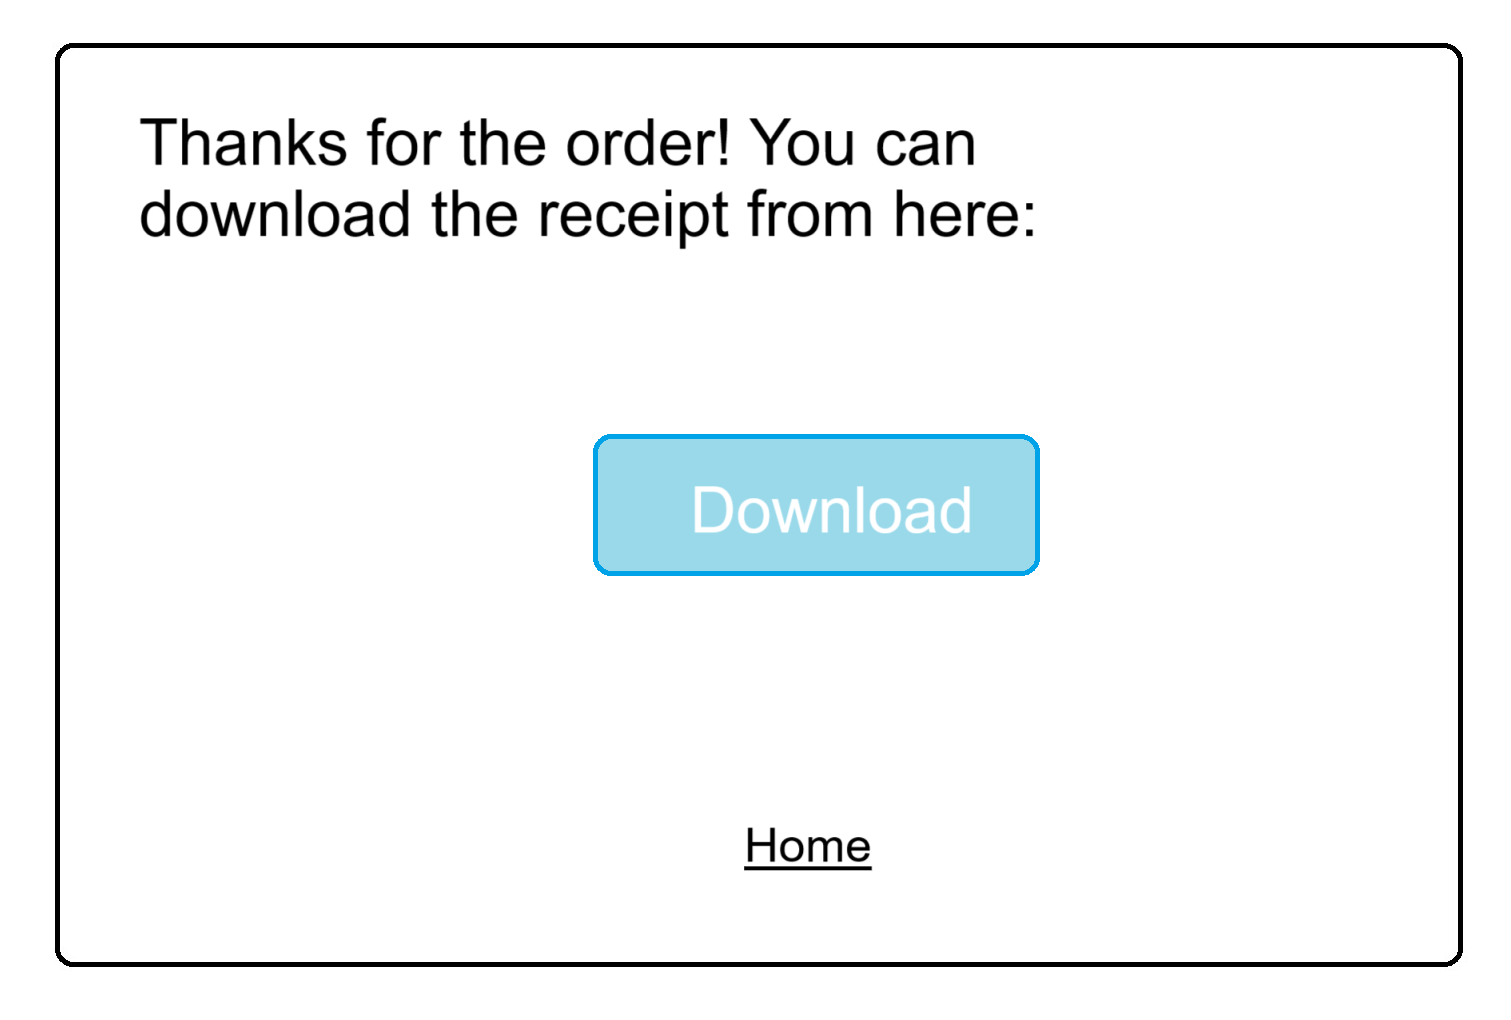 Thanks for the order! You can
download the receipt from here:
Download
Home